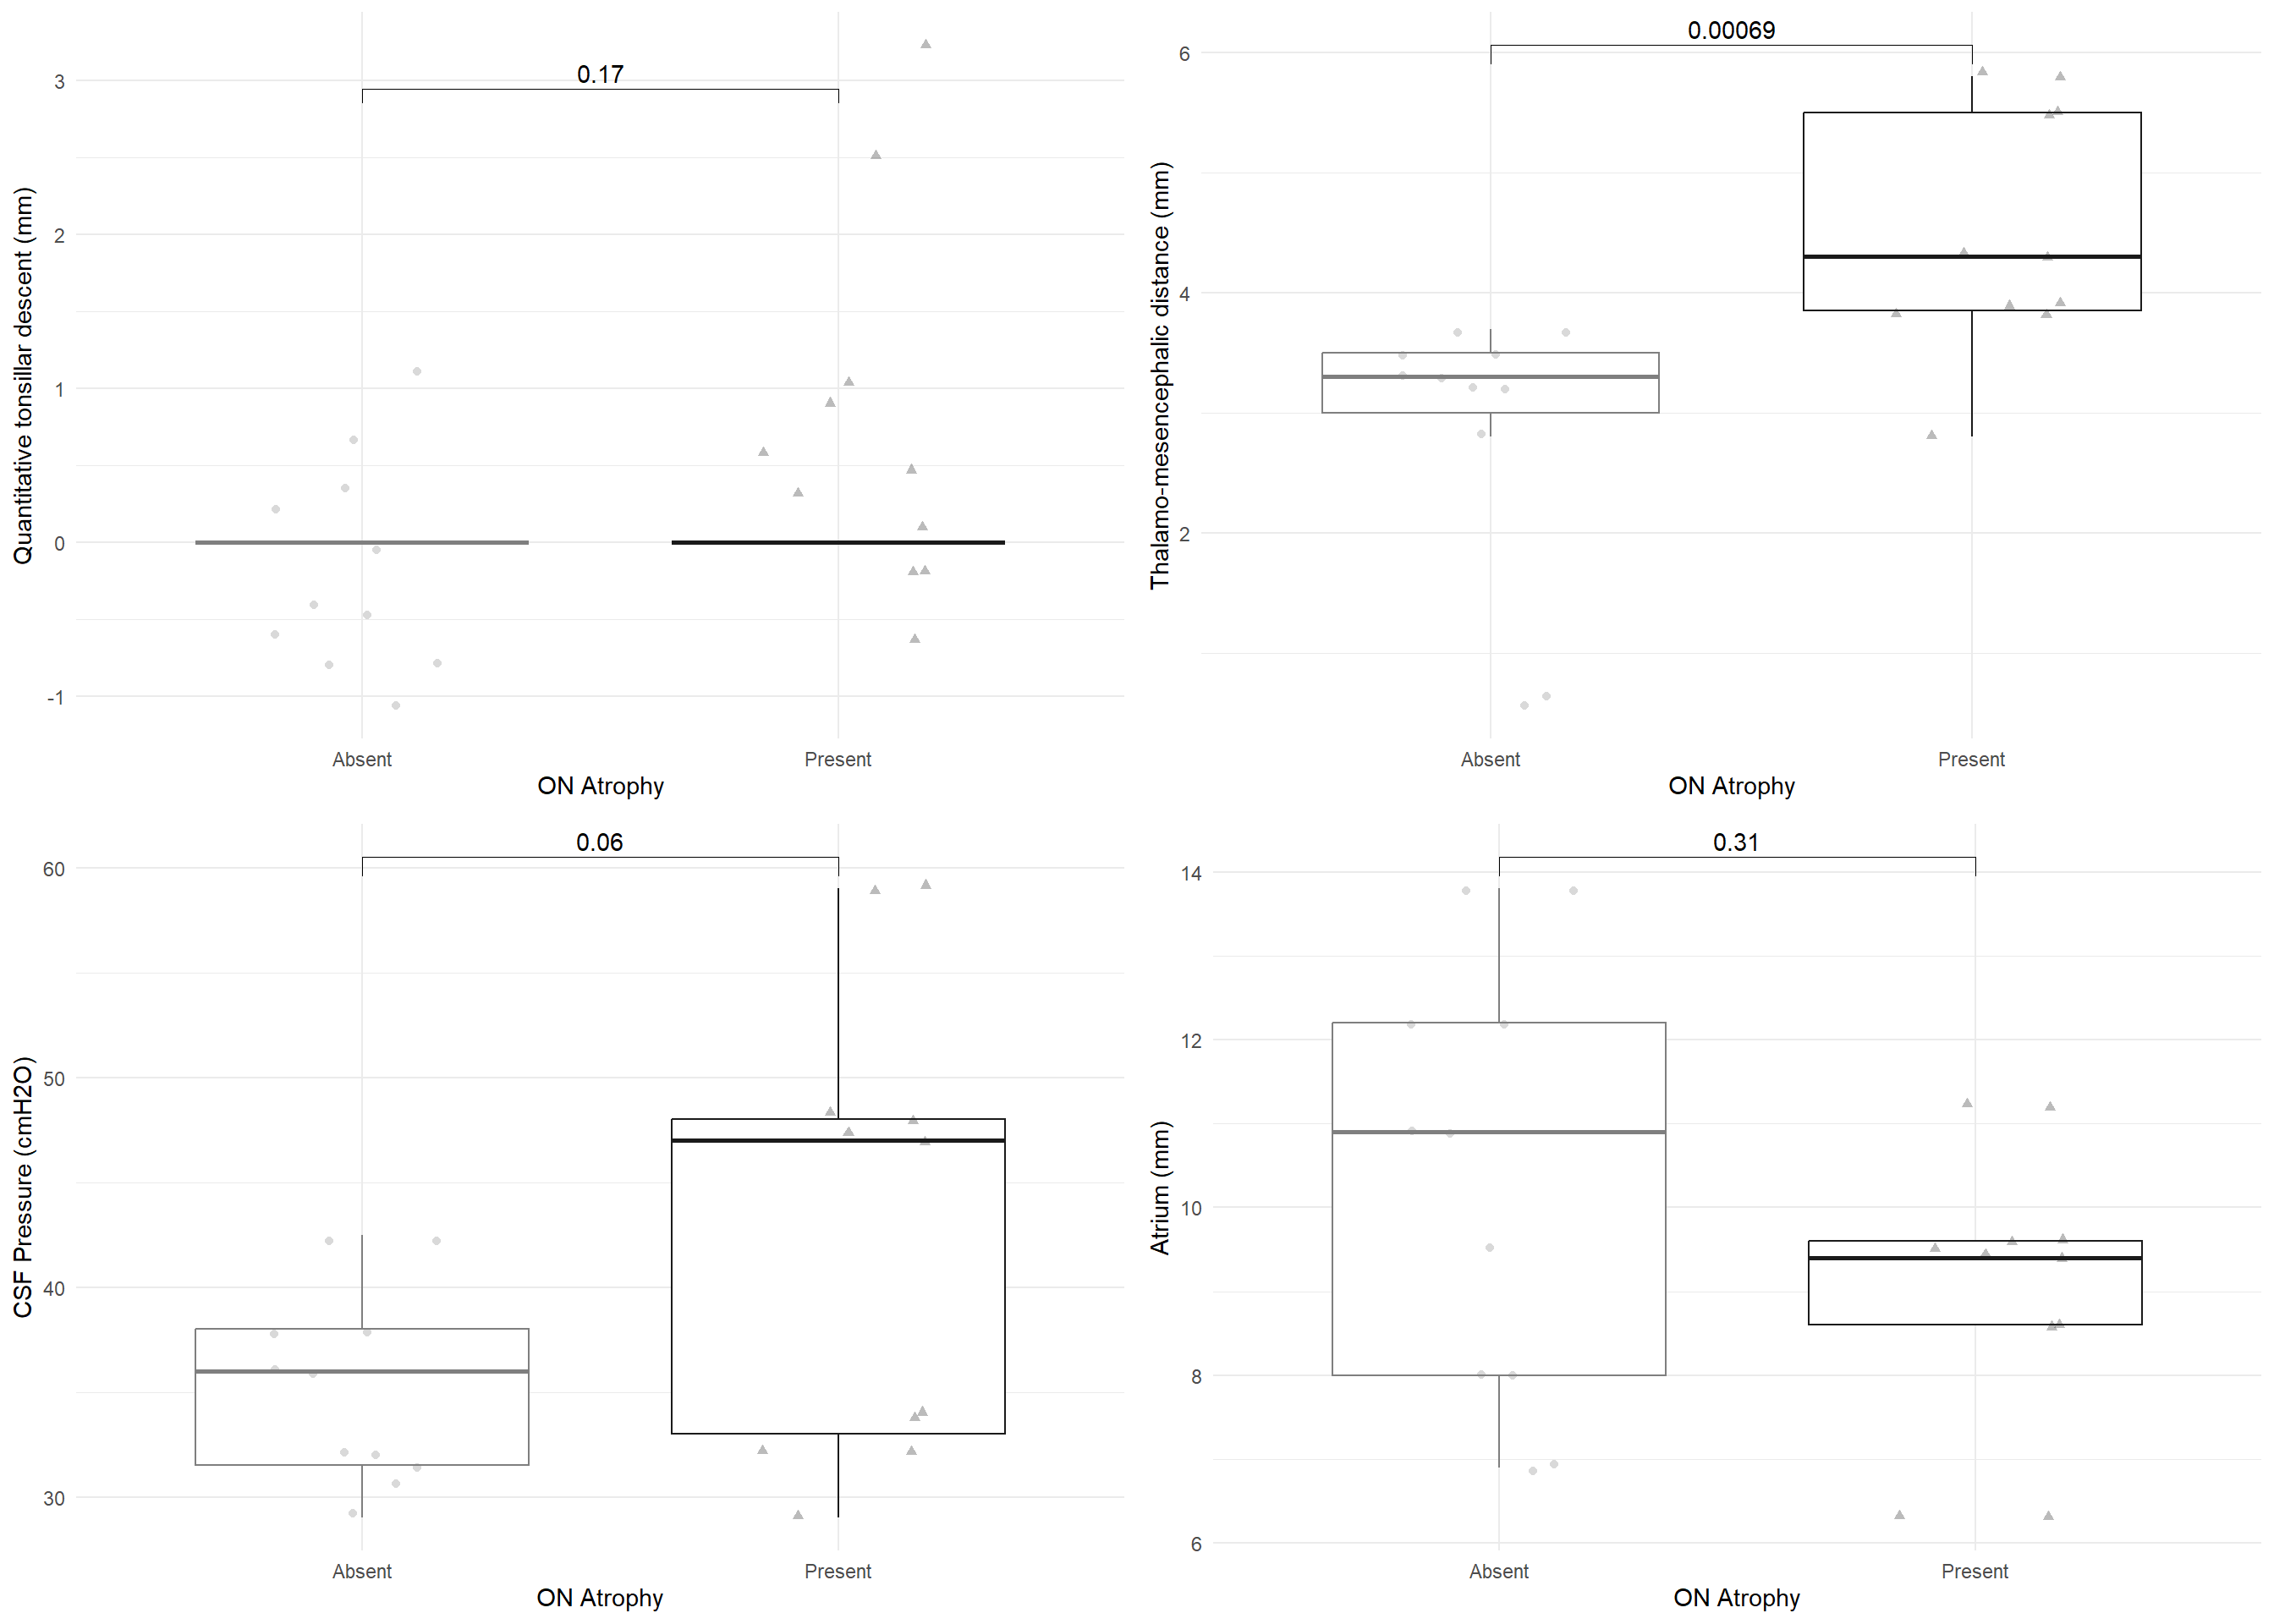 0.17
3
2
1
0
-1
Quantitative tonsillar descent (mm)
Absent
Present
ON Atrophy
0.00069
6
4
2
Thalamo-mesencephalic distance (mm)
Absent
Present
ON Atrophy
0.06
60
50
40
30
CSF Pressure (cmH2O)
Absent
Present
ON Atrophy
0.31
14
12
10
8
6
Atrium (mm)
Absent
Present
ON Atrophy